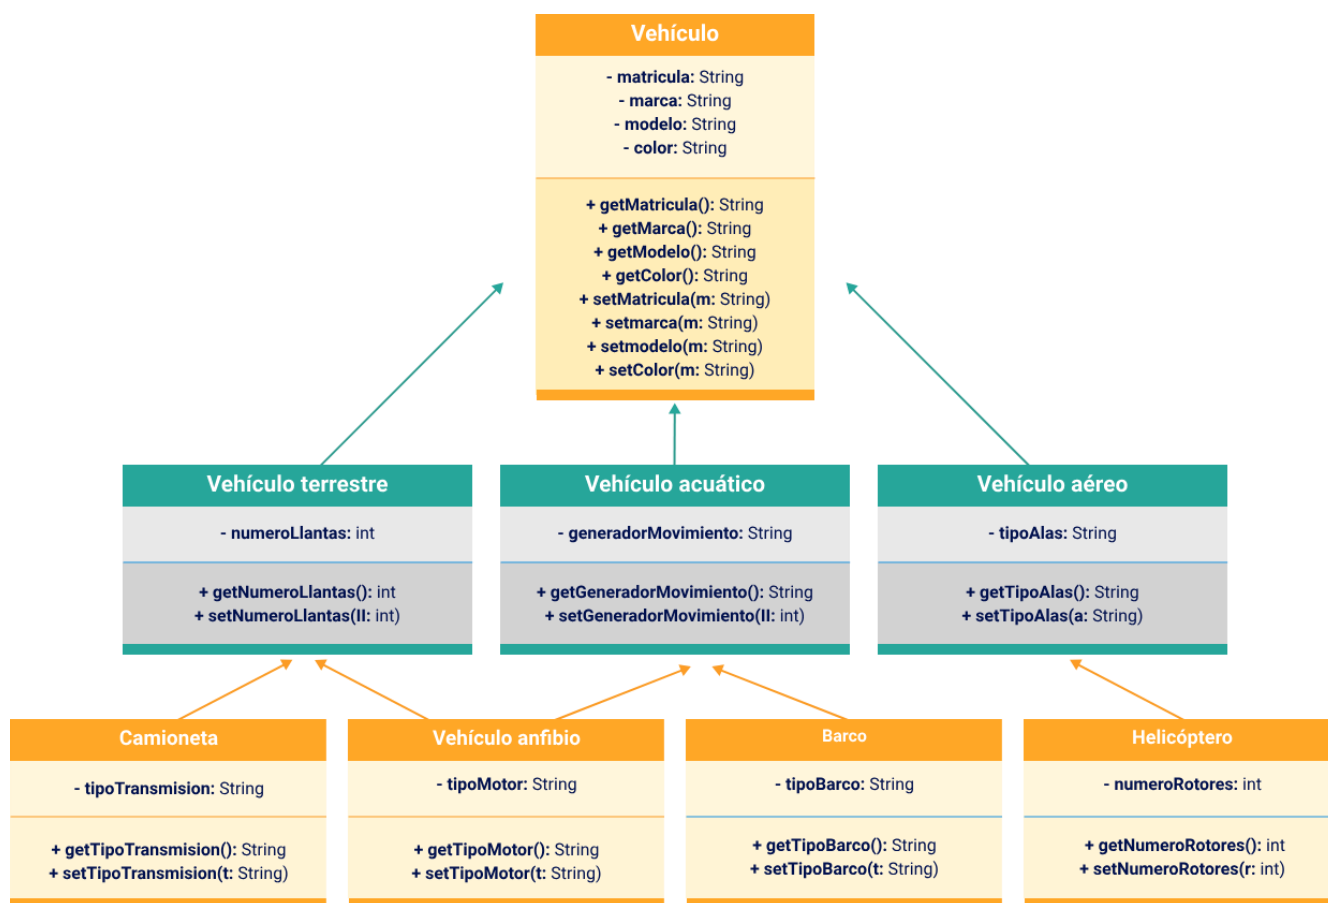 Vehículo
- matricula: String
- marca: String
- modelo: String
- color: String
+ getMatricula(): String
+ getMarca(): String
+ getModelo(): String
+ getColor(): String
+ setMatricula(m: String)
+ setmarca(m: String)
+ setmodelo(m: String)
+ setColor(m: String)
Vehículo terrestre
- numeroLlantas: int
+ getNumeroLlantas(): int
+ setNumeroLlantas(ll: int)
Vehículo acuático
- generadorMovimiento: String
+ getGeneradorMovimiento(): String
+ setGeneradorMovimiento(ll: int)
Vehículo aéreo
- tipoAlas: String
+ getTipoAlas(): String
+ setTipoAlas(a: String)
Camioneta
- tipoTransmision: String
+ getTipoTransmision(): String
+ setTipoTransmision(t: String)
Vehículo anfibio
- tipoMotor: String
+ getTipoMotor(): String
+ setTipoMotor(t: String)
Barco
- tipoBarco: String
+ getTipoBarco(): String
+ setTipoBarco(t: String)
Helicóptero
- numeroRotores: int
+ getNumeroRotores(): int
+ setNumeroRotores(r: int)